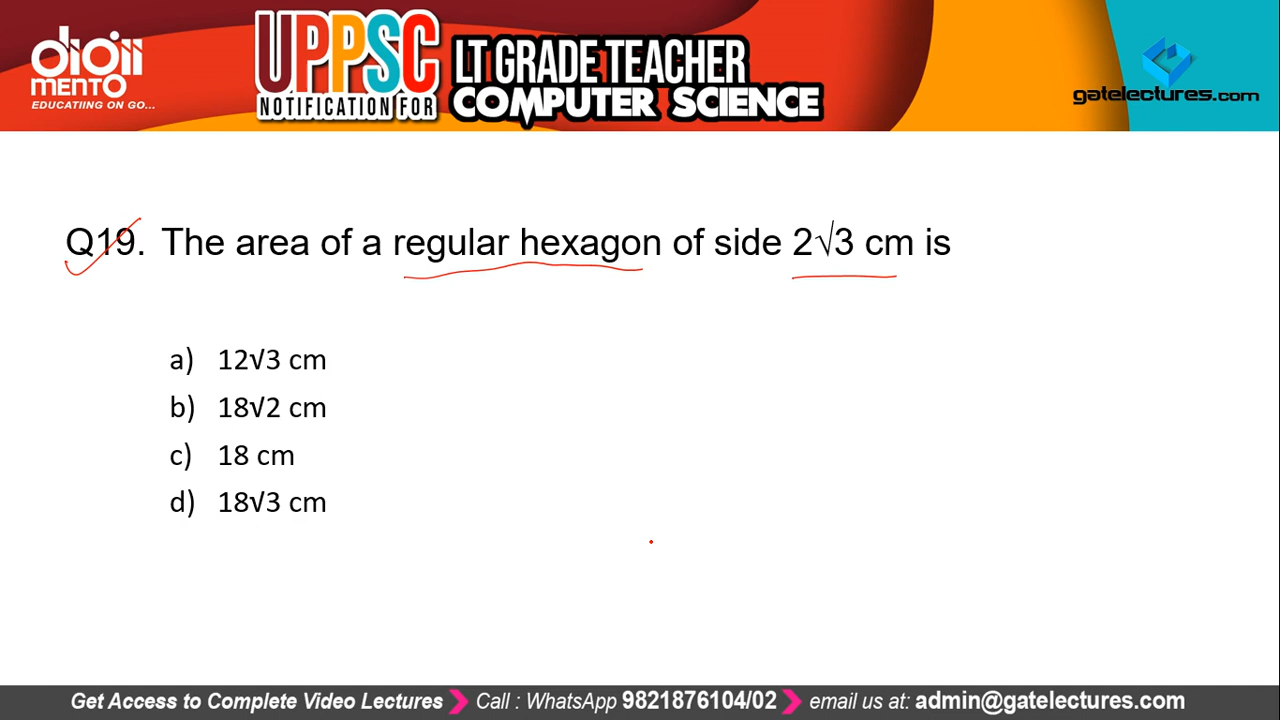 dioii
MENTO
EDUCATIING ON GO...
UPPSC
NOTIFICATION FOR
LT GRADE TEACHER
COMPUTER SCIENCE
gatelectures.com
Q19. The area of a regular hexagon of side 2√3 cm is
a) 12√3 cm
b) 18√2 cm
c) 18 cm
d) 18√3 cm
Get Access to Complete Video Lectures Call : WhatsApp 9821876104/02 email us at: admin@gatelectures.com